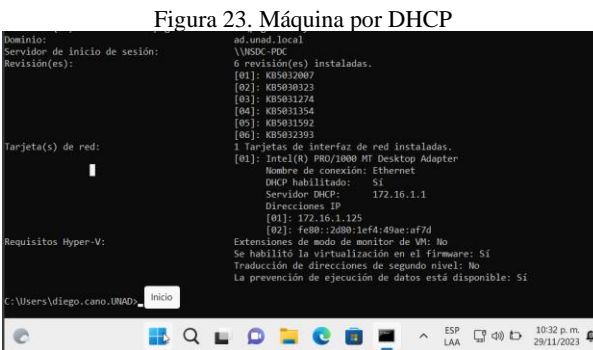 Figura 23. Máquina por DHCP
Dominio: ad.unad.local
Servidor de inicio de sesión: \\NSDC-PDC
Revisión(es): 6 revisión(es) instaladas.
[01]: KB5032007
[02]: KB5030323
[03]: KB5031274
[04]: KB5031354
[05]: KB5031592
[06]: KB5032393
Tarjeta(s) de red: 1 Tarjetas de interfaz de red instaladas.
[01]: Intel(R) PRO/1000 MT Desktop Adapter
Nombre de conexión: Ethernet
DHCP habilitado: Sí
Servidor DHCP: 172.16.1.1
Direcciones IP
[01]: 172.16.1.125
[02]: fe80::2d80:1ef4:49ae:af7d
Requisitos Hyper-V: Extensiones de modo de monitor de VM: No
Se habilitó la virtualización en el firmware: Sí
Traducción de direcciones de segundo nivel: No
La prevención de ejecución de datos está disponible: Sí
C:\Users\diego.cano.UNAD>
Inicio
ESP
LAA
10:32 p. m.
29/11/2023